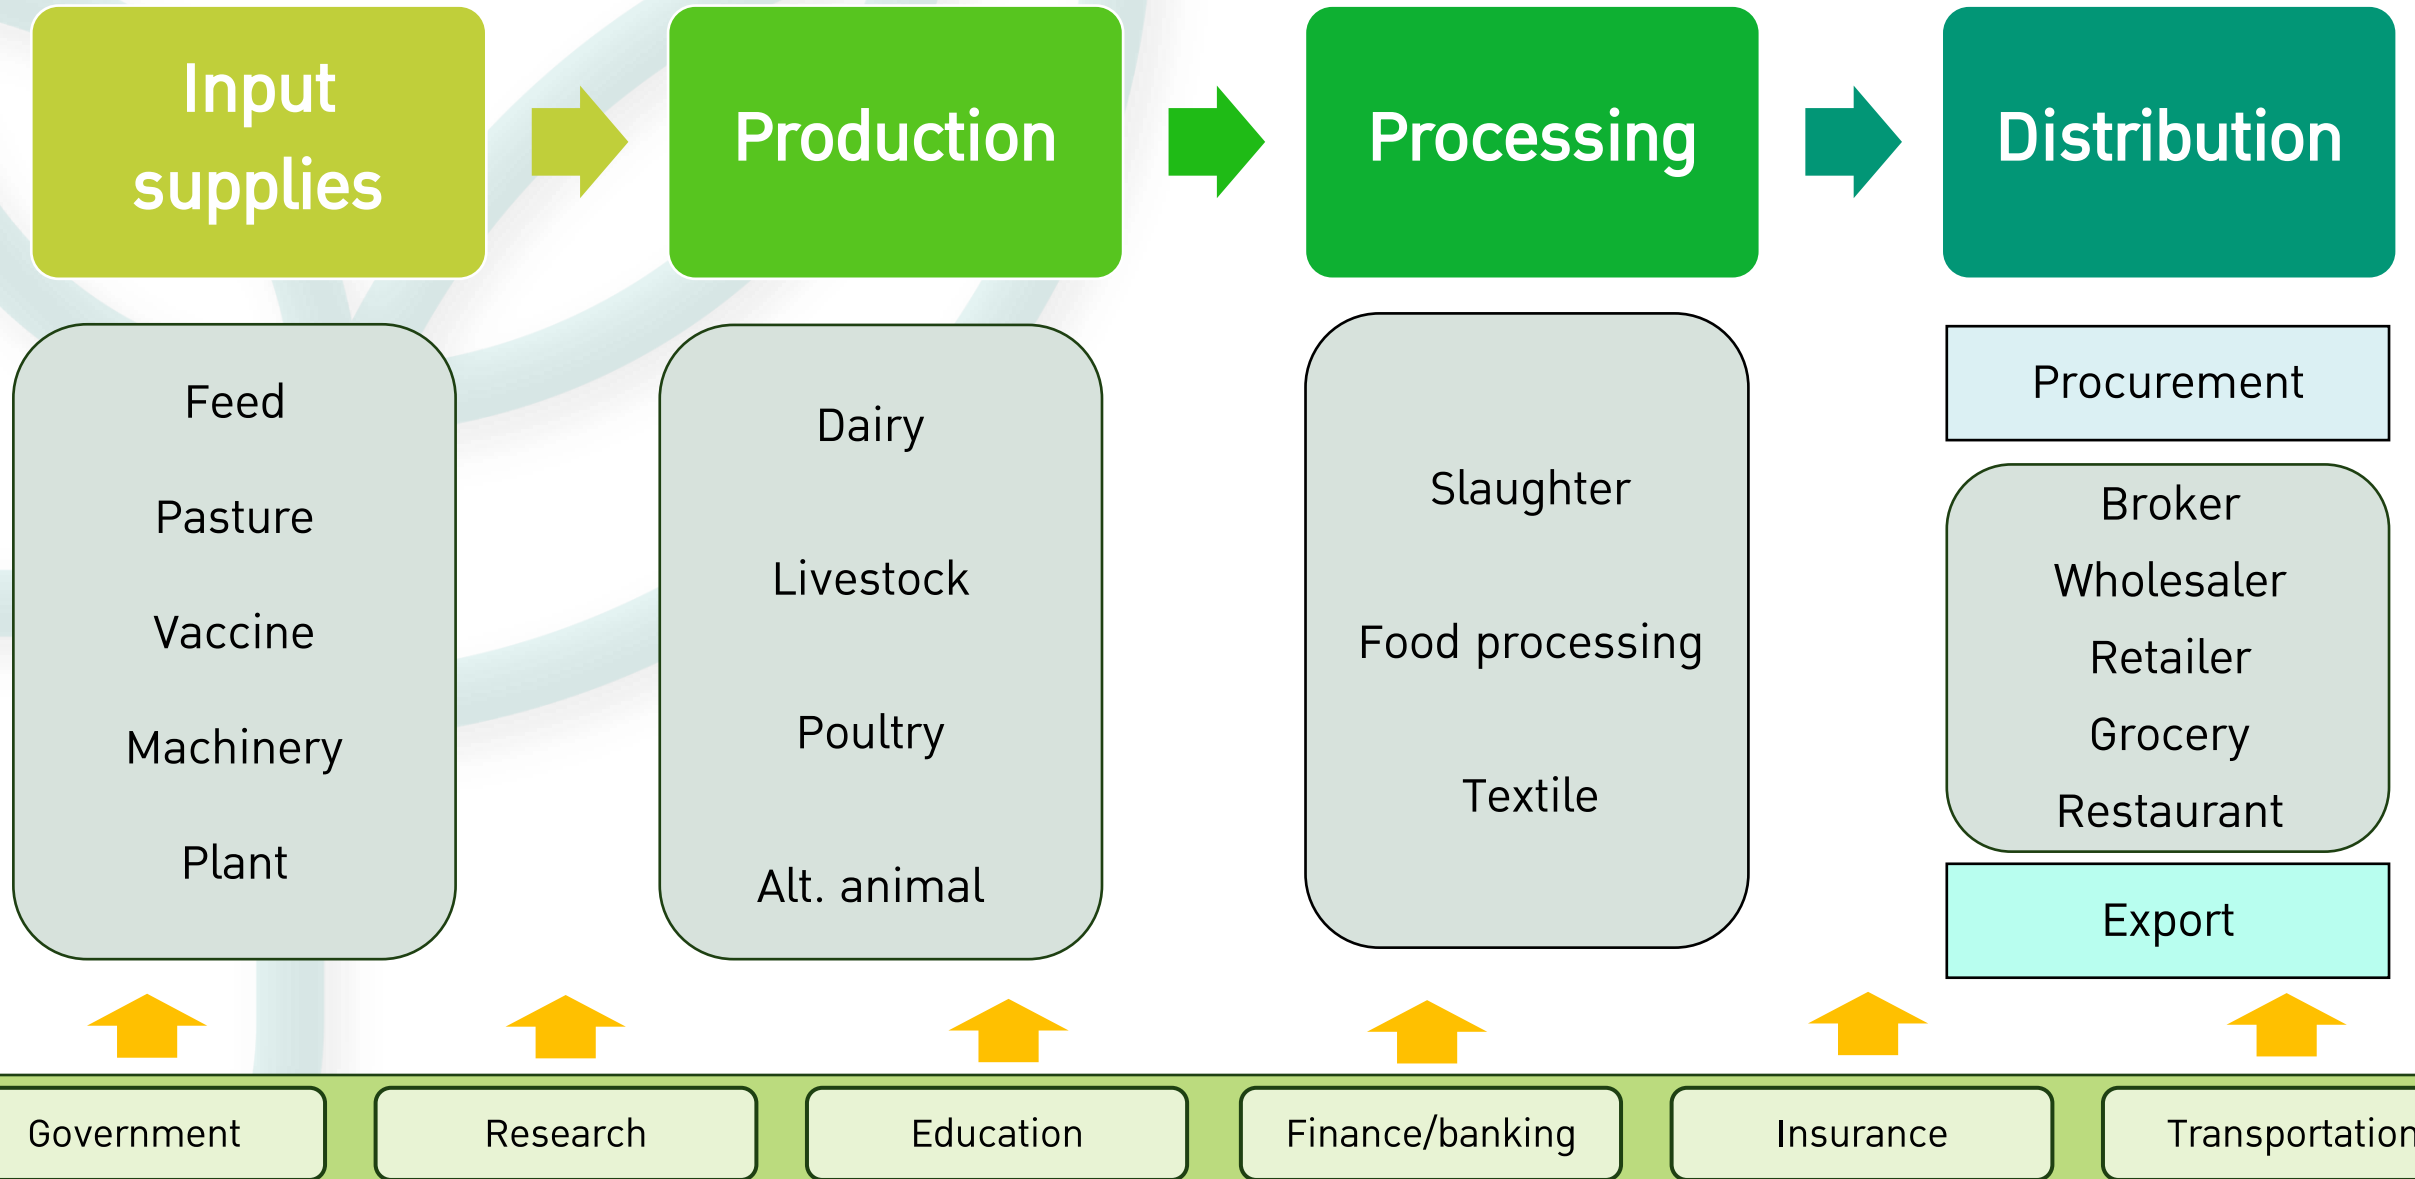 Input
supplies
Production
Processing
Distribution
Feed
Pasture
Vaccine
Machinery
Plant
Dairy
Livestock
Poultry
Alt. animal
Slaughter
Food processing
Textile
Procurement
Broker
Wholesaler
Retailer
Grocery
Restaurant
Export
Government
Research
Education
Finance/banking
Insurance
Transportation